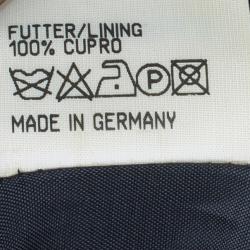 FUTTER/LINING
100% CUPRO
P
MADE IN GERMANY